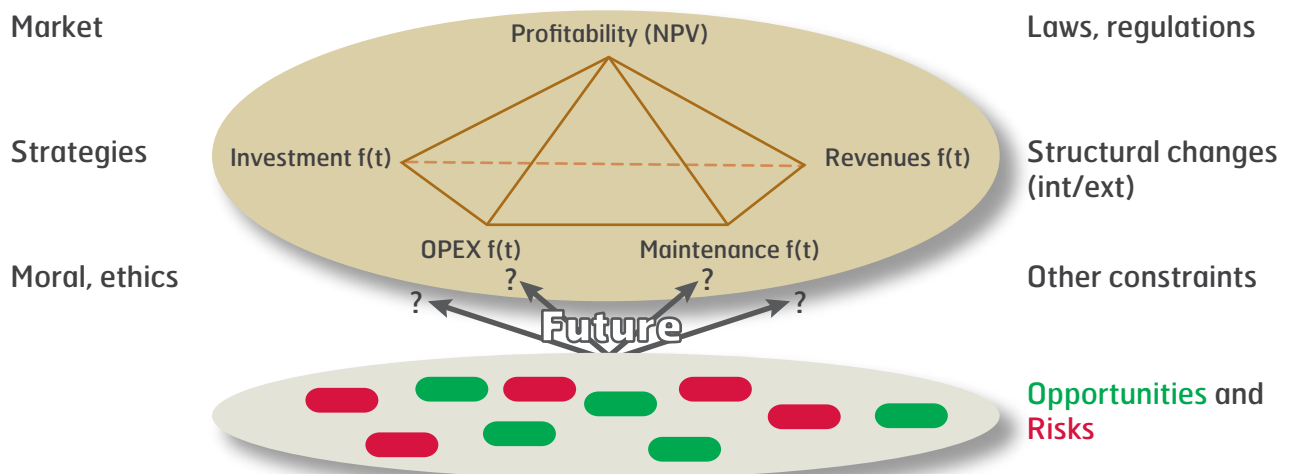 Market
Profitability (NPV)
Laws, regulations
Strategies
Investment f(t)
Revenues f(t)
Structural changes
(int/ext)
OPEX f(t)
Maintenance f(t)
Moral, ethics
Other constraints
?
?
?
?
Future
Opportunities and
Risks